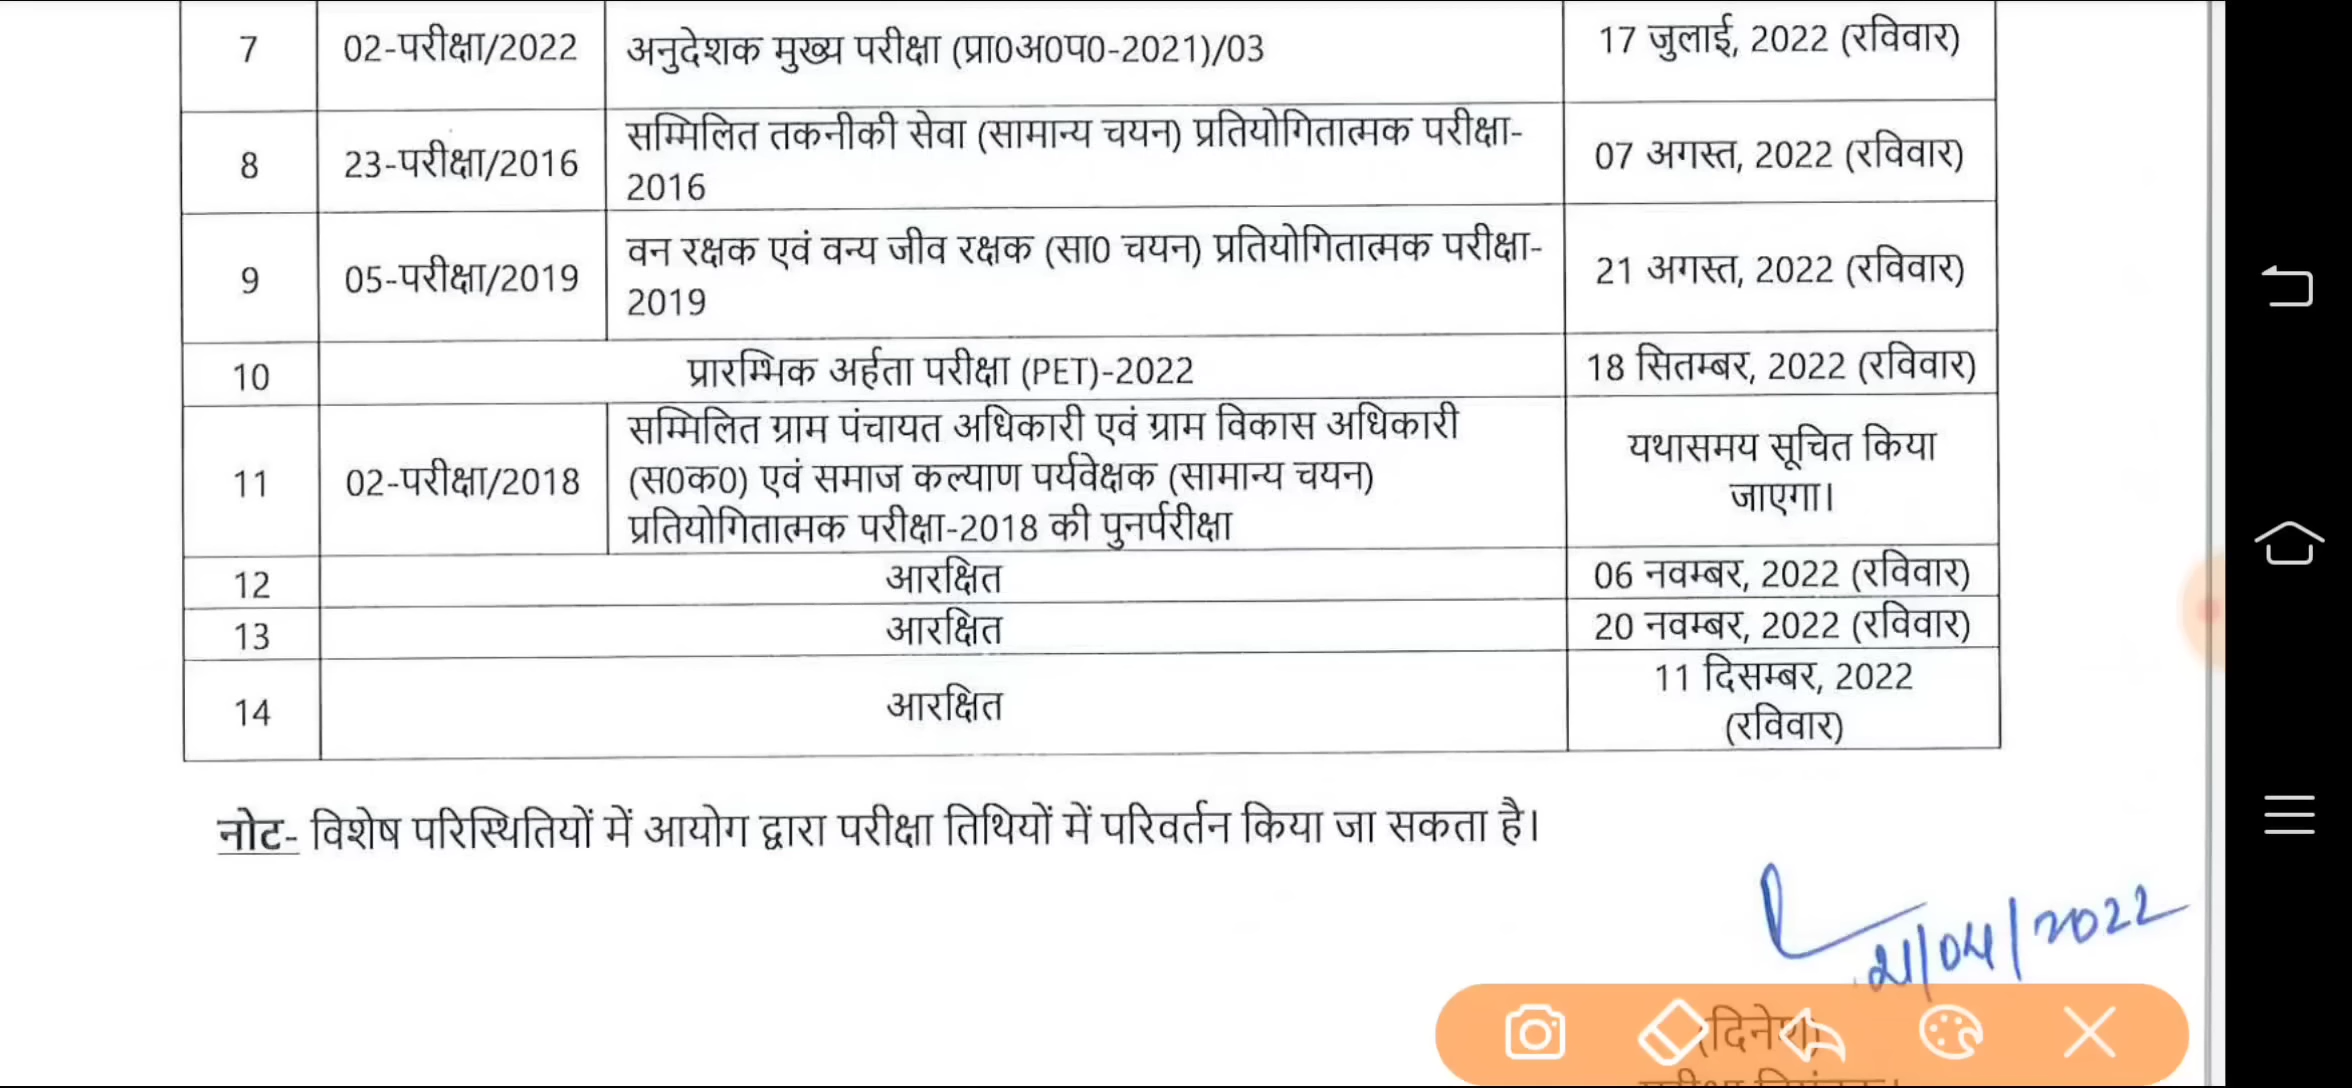 7 02-परीक्षा/2022 अनुदेशक मुख्य परीक्षा (प्रा0अ0प0-2021)/03 17 जुलाई, 2022 (रविवार)
8 23-परीक्षा/2016 सम्मिलित तकनीकी सेवा (सामान्य चयन) प्रतियोगितात्मक परीक्षा-
2016 07 अगस्त, 2022 (रविवार)
9 05-परीक्षा/2019 वन रक्षक एवं वन्य जीव रक्षक (सा0 चयन) प्रतियोगितात्मक परीक्षा-
2019 21 अगस्त, 2022 (रविवार)
10 प्रारम्भिक अर्हता परीक्षा (PET)-2022 18 सितम्बर, 2022 (रविवार)
11 02-परीक्षा/2018 सम्मिलित ग्राम पंचायत अधिकारी एवं ग्राम विकास अधिकारी
(स0क0) एवं समाज कल्याण पर्यवेक्षक (सामान्य चयन)
प्रतियोगितात्मक परीक्षा-2018 की पुनर्परीक्षा
यथासमय सूचित किया
जाएगा।
12 आरक्षित 06 नवम्बर, 2022 (रविवार)
13 आरक्षित 20 नवम्बर, 2022 (रविवार)
14 आरक्षित 11 दिसम्बर, 2022
(रविवार)
नोट- विशेष परिस्थितियों में आयोग द्वारा परीक्षा तिथियों में परिवर्तन किया जा सकता है।
21/04/2022
(दिनेश)